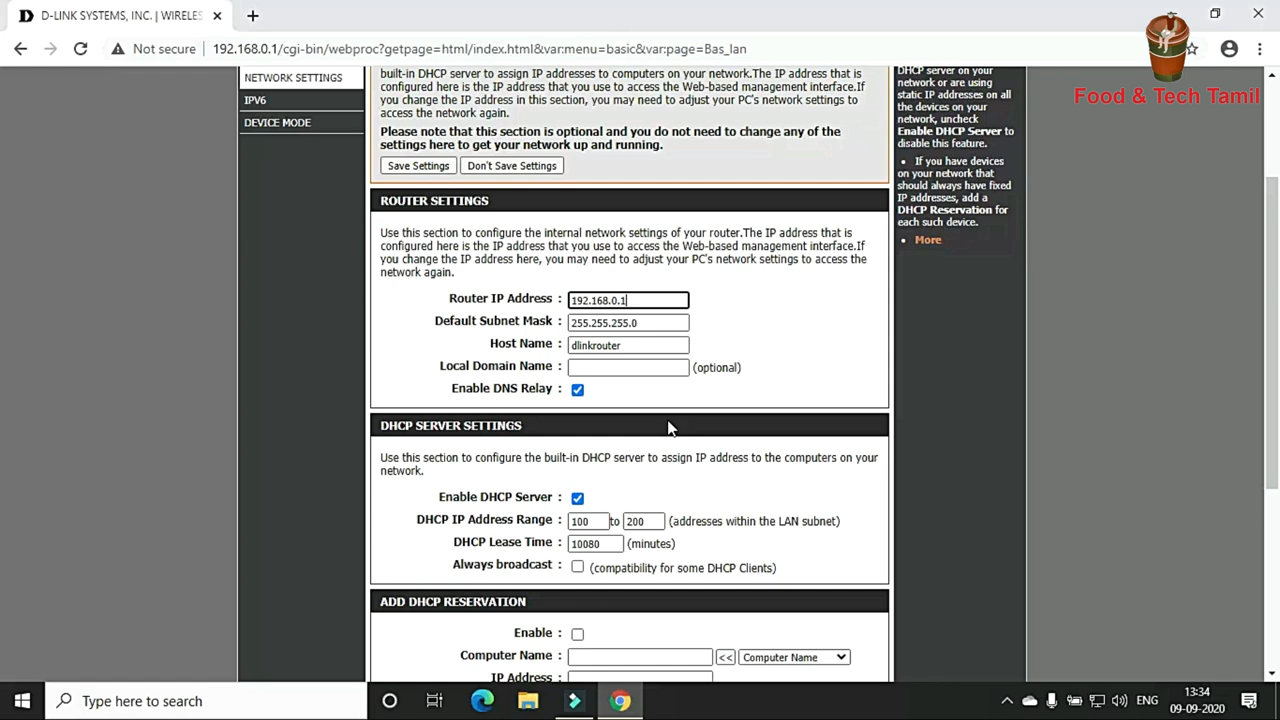 D-LINK SYSTEMS, INC. | WIRELES
Not secure
192.168.0.1/cgi-bin/webproc?getpage=html/index.html&var:menu=basic&var:page=Bas_lan
Food & Tech Tamil
NETWORK SETTINGS
IPV6
DEVICE MODE
built-in DHCP server to assign IP addresses to computers on your network.The IP address that is
configured here is the IP address that you use to access the Web-based management interface.If
you change the IP address in this section, you may need to adjust your PC's network settings to
access the network again.
Please note that this section is optional and you do not need to change any of the
settings here to get your network up and running.
Save Settings Don't Save Settings
ROUTER SETTINGS
Use this section to configure the internal network settings of your router.The IP address that is
configured here is the IP address that you use to access the Web-based management interface.If
you change the IP address here, you may need to adjust your PC's network settings to access the
network again.
Router IP Address : 192.168.0.1
Default Subnet Mask : 255.255.255.0
Host Name : dlinkrouter
Local Domain Name : (optional)
Enable DNS Relay :
DHCP SERVER SETTINGS
Use this section to configure the built-in DHCP server to assign IP address to the computers on your
network.
Enable DHCP Server :
DHCP IP Address Range : 100 to 200 (addresses within the LAN subnet)
DHCP Lease Time : 10080 (minutes)
Always broadcast : (compatibility for some DHCP Clients)
ADD DHCP RESERVATION
Enable :
Computer Name : << Computer Name
IP Address :
DHCP server on your
network or are using
static IP addresses on all
the devices on your
network, uncheck
Enable DHCP Server to
disable this feature.
• If you have devices
on your network that
should always have fixed
IP addresses, add a
DHCP Reservation for
each such device.
• More
Type here to search
ENG
13:34
09-09-2020